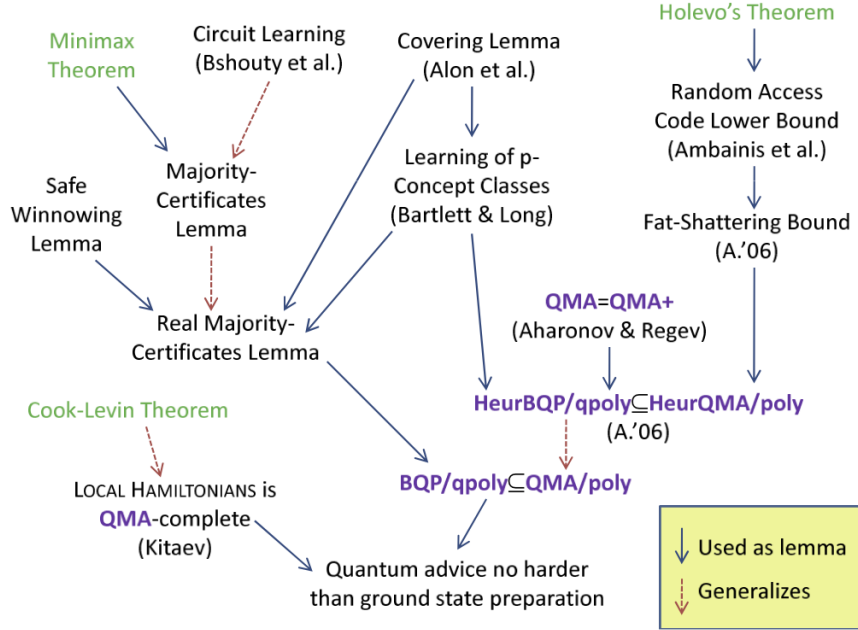 Holevo's Theorem
Minimax
Theorem
Circuit Learning
(Bshouty et al.)
Covering Lemma
(Alon et al.)
Random Access
Code Lower Bound
(Ambainis et al.)
Safe
Winnowing
Lemma
Majority-
Certificates
Lemma
Learning of p-
Concept Classes
(Bartlett & Long)
Fat-Shattering Bound
(A.'06)
Real Majority-
Certificates Lemma
QMA=QMA+
(Aharonov & Regev)
HeurBQP/qpoly⊆HeurQMA/poly
(A.'06)
Cook-Levin Theorem
LOCAL HAMILTONIANS is
QMA-complete
(Kitaev)
BQP/qpoly⊆QMA/poly
Quantum advice no harder
than ground state preparation
Used as lemma
Generalizes